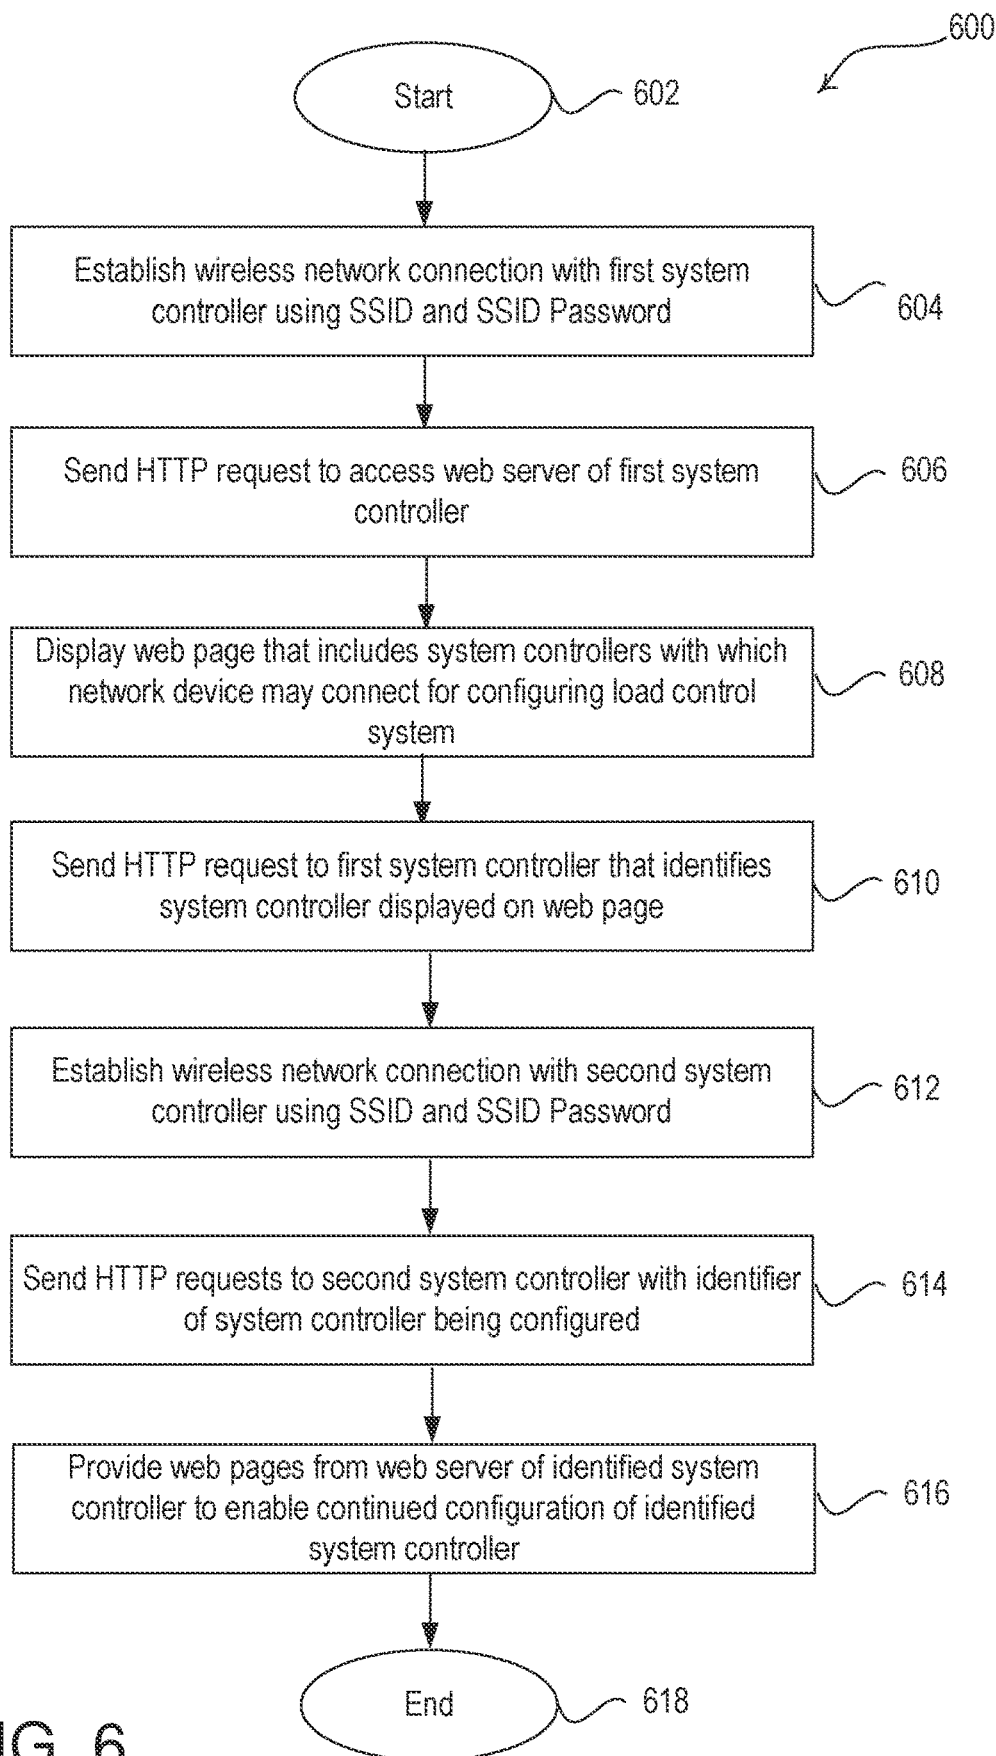 600
Start
602
Establish wireless network connection with first system
controller using SSID and SSID Password
604
Send HTTP request to access web server of first system
controller
606
Display web page that includes system controllers with which
network device may connect for configuring load control
system
608
Send HTTP request to first system controller that identifies
system controller displayed on web page
610
Establish wireless network connection with second system
controller using SSID and SSID Password
612
Send HTTP requests to second system controller with identifier
of system controller being configured
614
Provide web pages from web server of identified system
controller to enable continued configuration of identified
system controller
616
End
618
IG. 6